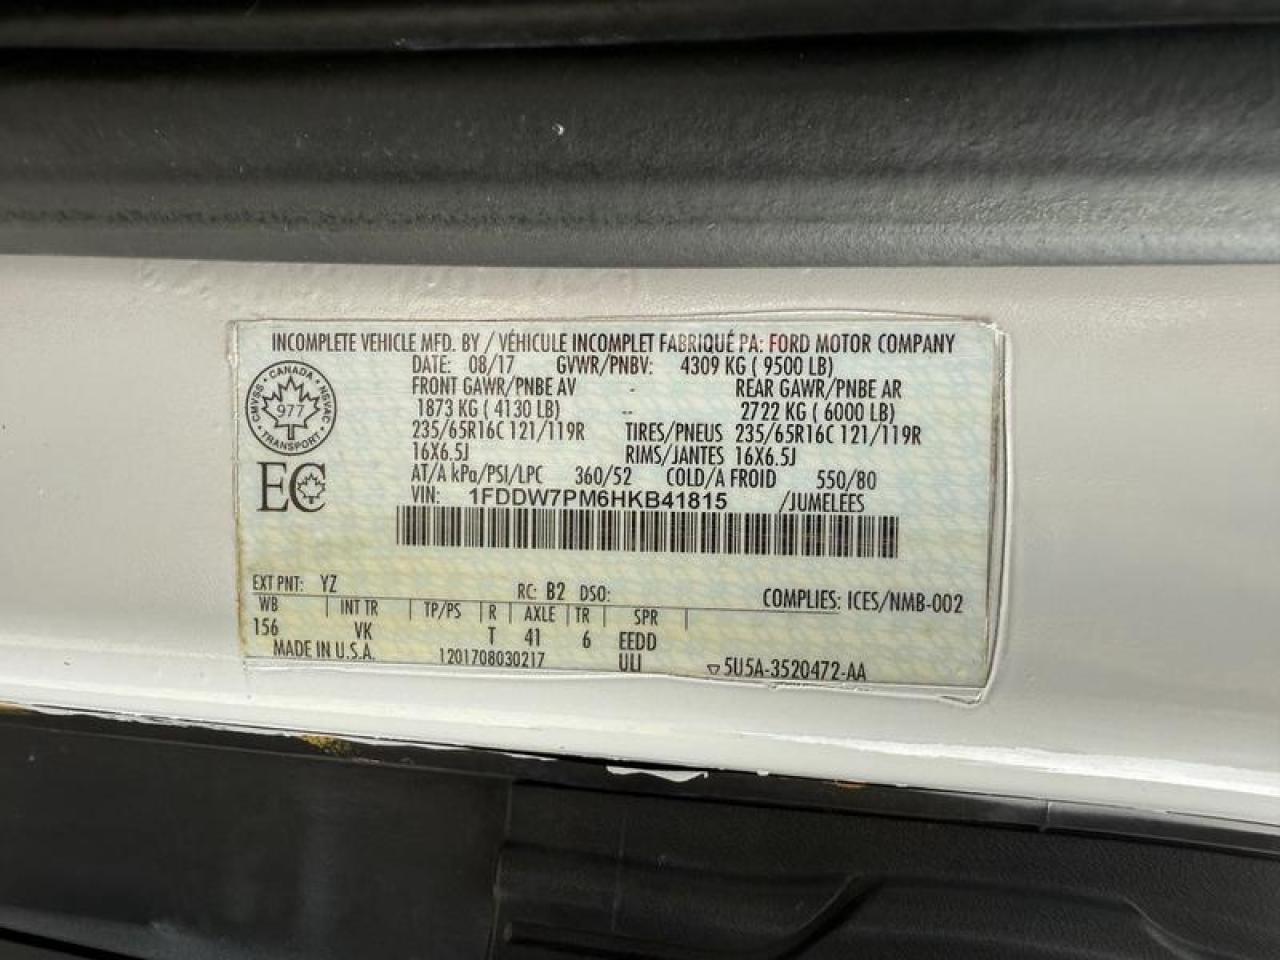 INCOMPLETE VEHICLE MFD. BY / VÉHICULE INCOMPLET FABRIQUÉ PA: FORD MOTOR COMPANY
DATE: 08/17 GVWR/PNBV: 4309 KG ( 9500 LB)
FRONT GAWR/PNBE AV - REAR GAWR/PNBE AR
1873 KG ( 4130 LB) -- 2722 KG ( 6000 LB)
235/65R16C 121/119R TIRES/PNEUS 235/65R16C 121/119R
16X6.5J RIMS/JANTES 16X6.5J
AT/A kPa/PSI/LPC 360/52 COLD/A FROID 550/80
VIN: 1FDDW7PM6HKB41815 /JUMELEES
CANADA
CMVSS NSVAC
977
TRANSPORT
EC
EXT PNT: YZ RC: B2 DSO: COMPLIES: ICES/NMB-002
WB INT TR TP/PS R AXLE TR SPR
156 VK T 41 6 EEDD
MADE IN U.S.A. 1201708030217 ULI ▽5U5A-3520472-AA